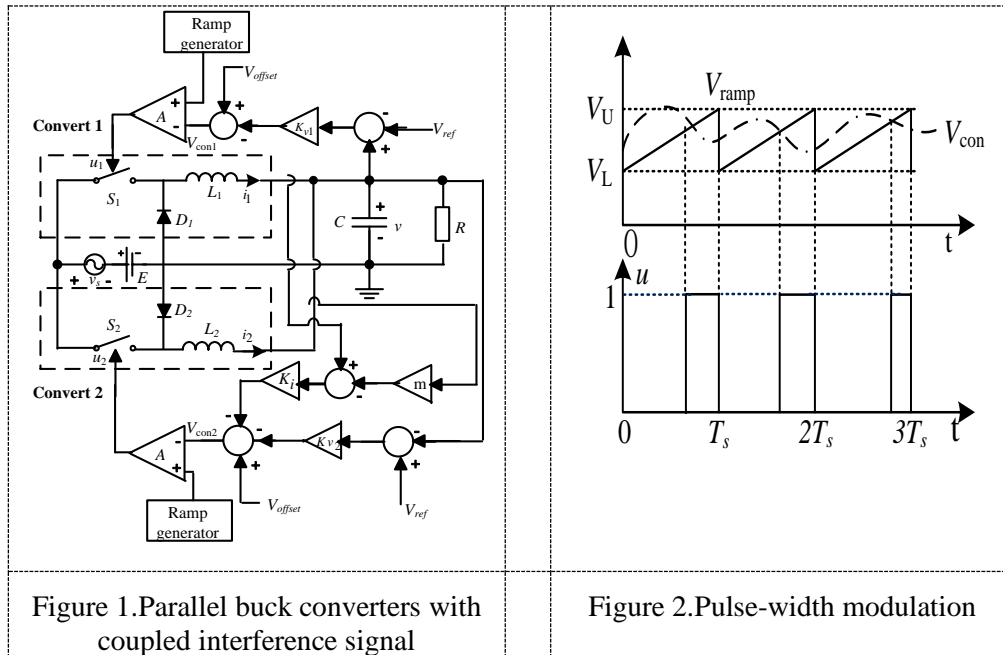 Ramp
generator
V_offset
A
+
-
+
-
K_v1
-
+
V_ref
Convert 1
V_con1
u_1
S_1
L_1
i_1
D_1
C
+
v
-
R
+
v_s
-
+
-
E
D_2
S_2
L_2
i_2
u_2
Convert 2
K_i
+
-
m
V_con2
-
-
+
A
-
+
Kv_2
-
+
V_offset
V_ref
Ramp
generator
V_U
V_ramp
V_con
V_L
0
t
u
1
0
T_s
2T_s
3T_s
t
Figure 1.Parallel buck converters with
coupled interference signal
Figure 2.Pulse-width modulation